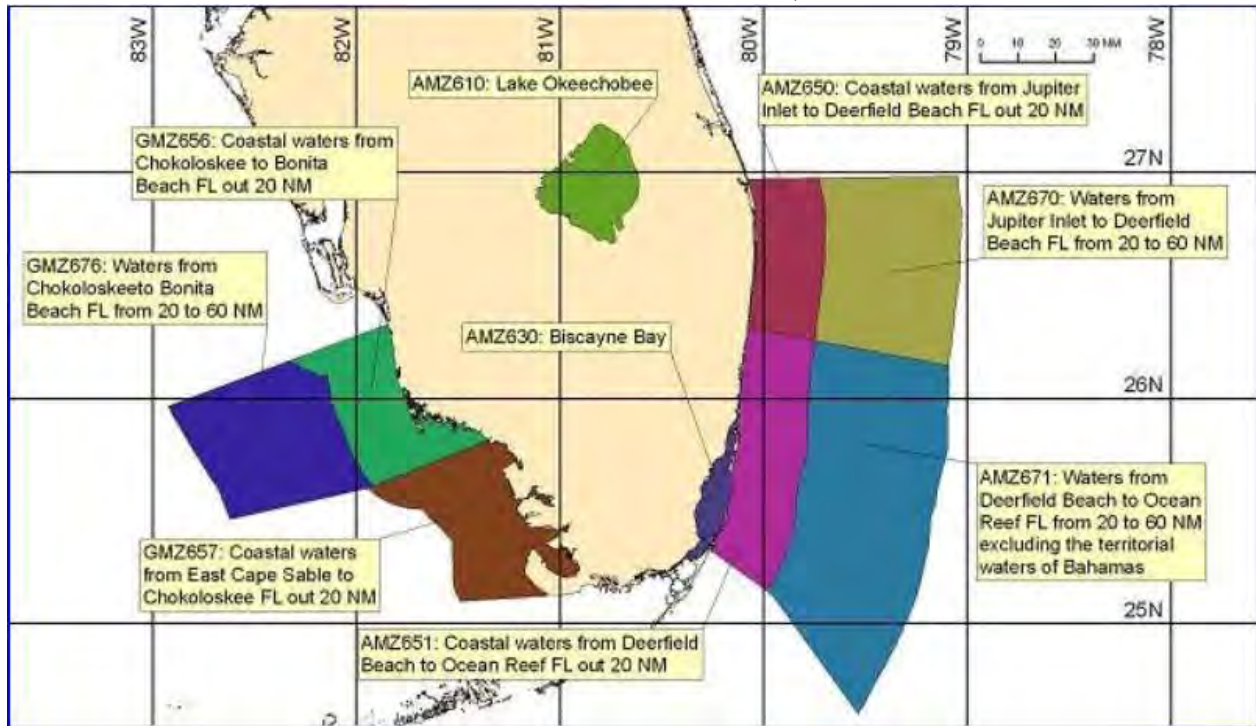 83W
82W
81W
80W
79W
78W
0 10 20 30 NM
AMZ610: Lake Okeechobee
AMZ650: Coastal waters from Jupiter
Inlet to Deerfield Beach FL out 20 NM
GMZ656: Coastal waters from
Chokoloskee to Bonita
Beach FL out 20 NM
27N
AMZ670: Waters from
Jupiter Inlet to Deerfield
Beach FL from 20 to 60 NM
GMZ676: Waters from
Chokoloskeeto Bonita
Beach FL from 20 to 60 NM
AMZ630: Biscayne Bay
26N
AMZ671: Waters from
Deerfield Beach to Ocean
Reef FL from 20 to 60 NM
excluding the territorial
waters of Bahamas
GMZ657: Coastal waters
from East Cape Sable to
Chokoloskee FL out 20 NM
25N
AMZ651: Coastal waters from Deerfield
Beach to Ocean Reef FL out 20 NM